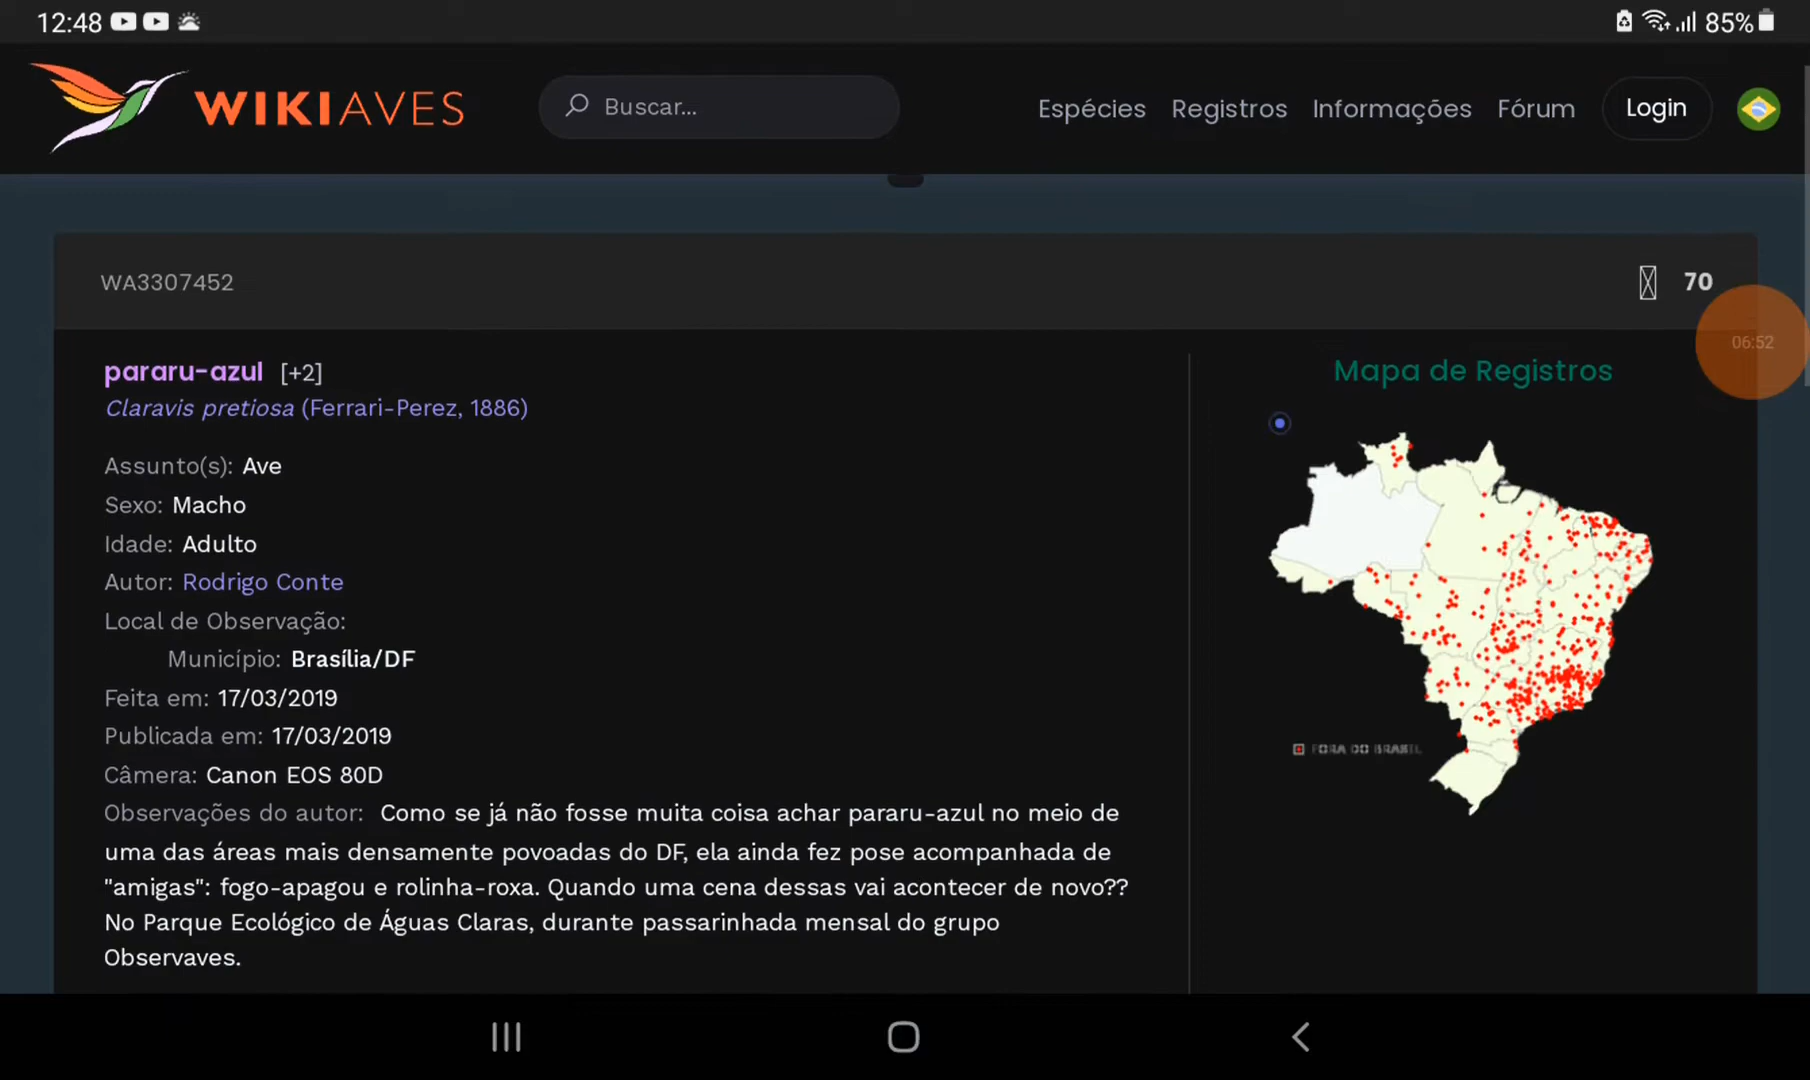 12:48
85%
WIKIAVES
Buscar...
Espécies Registros Informações Fórum Login
WA3307452
70
06:52
pararu-azul [+2]
Claravis pretiosa (Ferrari-Perez, 1886)
Assunto(s): Ave
Sexo: Macho
Idade: Adulto
Autor: Rodrigo Conte
Local de Observação:
Município: Brasília/DF
Feita em: 17/03/2019
Publicada em: 17/03/2019
Câmera: Canon EOS 80D
Observações do autor: Como se já não fosse muita coisa achar pararu-azul no meio de
uma das áreas mais densamente povoadas do DF, ela ainda fez pose acompanhada de
"amigas": fogo-apagou e rolinha-roxa. Quando uma cena dessas vai acontecer de novo??
No Parque Ecológico de Águas Claras, durante passarinhada mensal do grupo
Observaves.
Mapa de Registros
FORA DO BRASIL